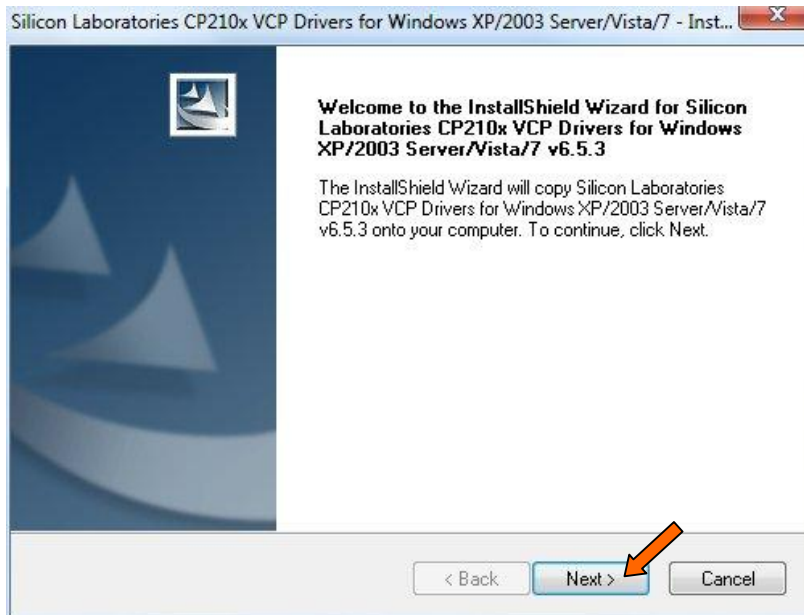 Silicon Laboratories CP210x VCP Drivers for Windows XP/2003 Server/Vista/7 - Inst...
Welcome to the InstallShield Wizard for Silicon
Laboratories CP210x VCP Drivers for Windows
XP/2003 Server/Vista/7 v6.5.3
The InstallShield Wizard will copy Silicon Laboratories
CP210x VCP Drivers for Windows XP/2003 Server/Vista/7
v6.5.3 onto your computer. To continue, click Next.
< Back Next > Cancel